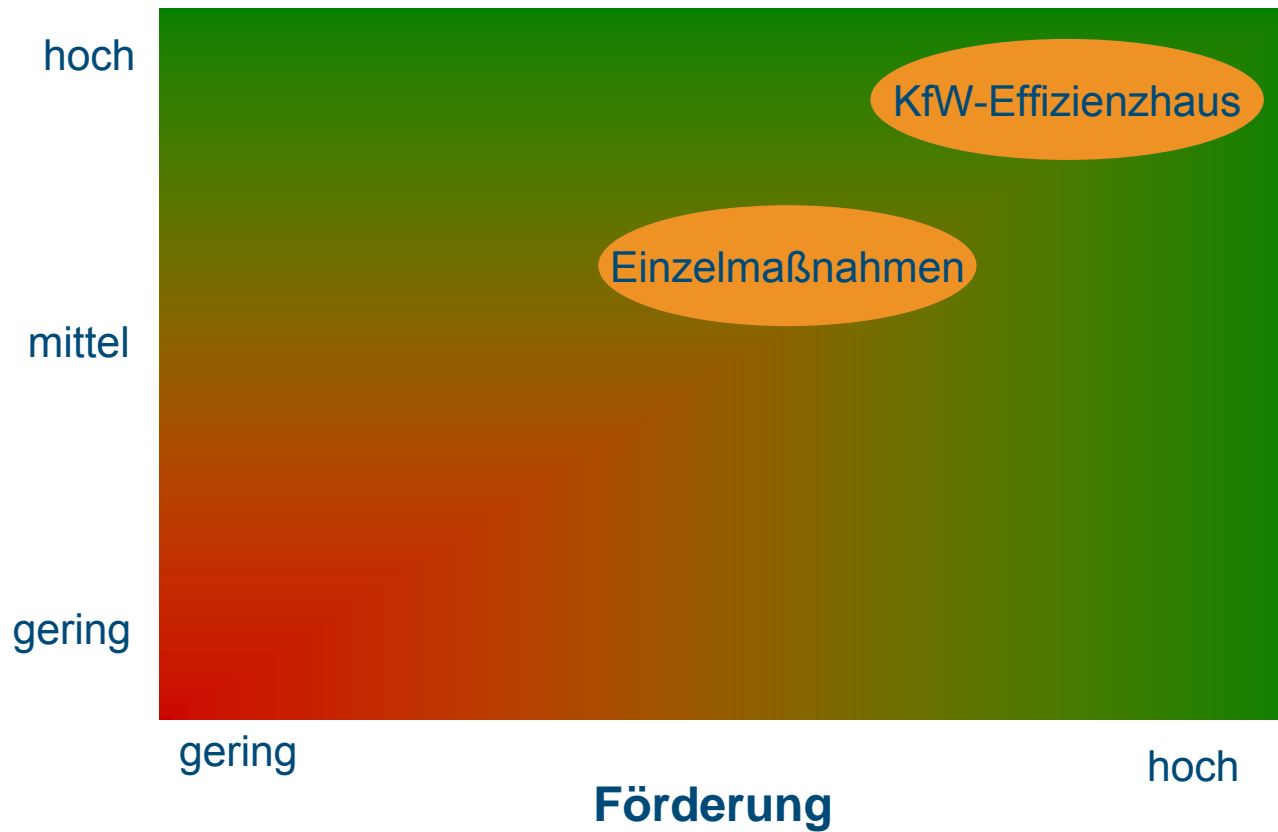 hoch
KfW-Effizienzhaus
Einzelmaßnahmen
mittel
gering
gering
hoch
Förderung